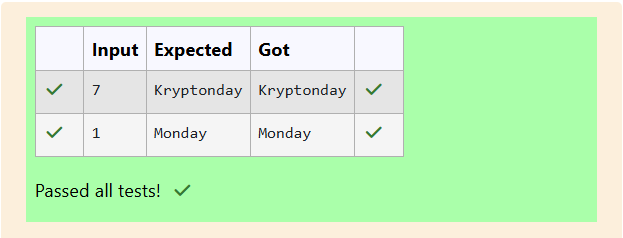 Input Expected Got
7 Kryptonday Kryptonday
1 Monday Monday
Passed all tests!